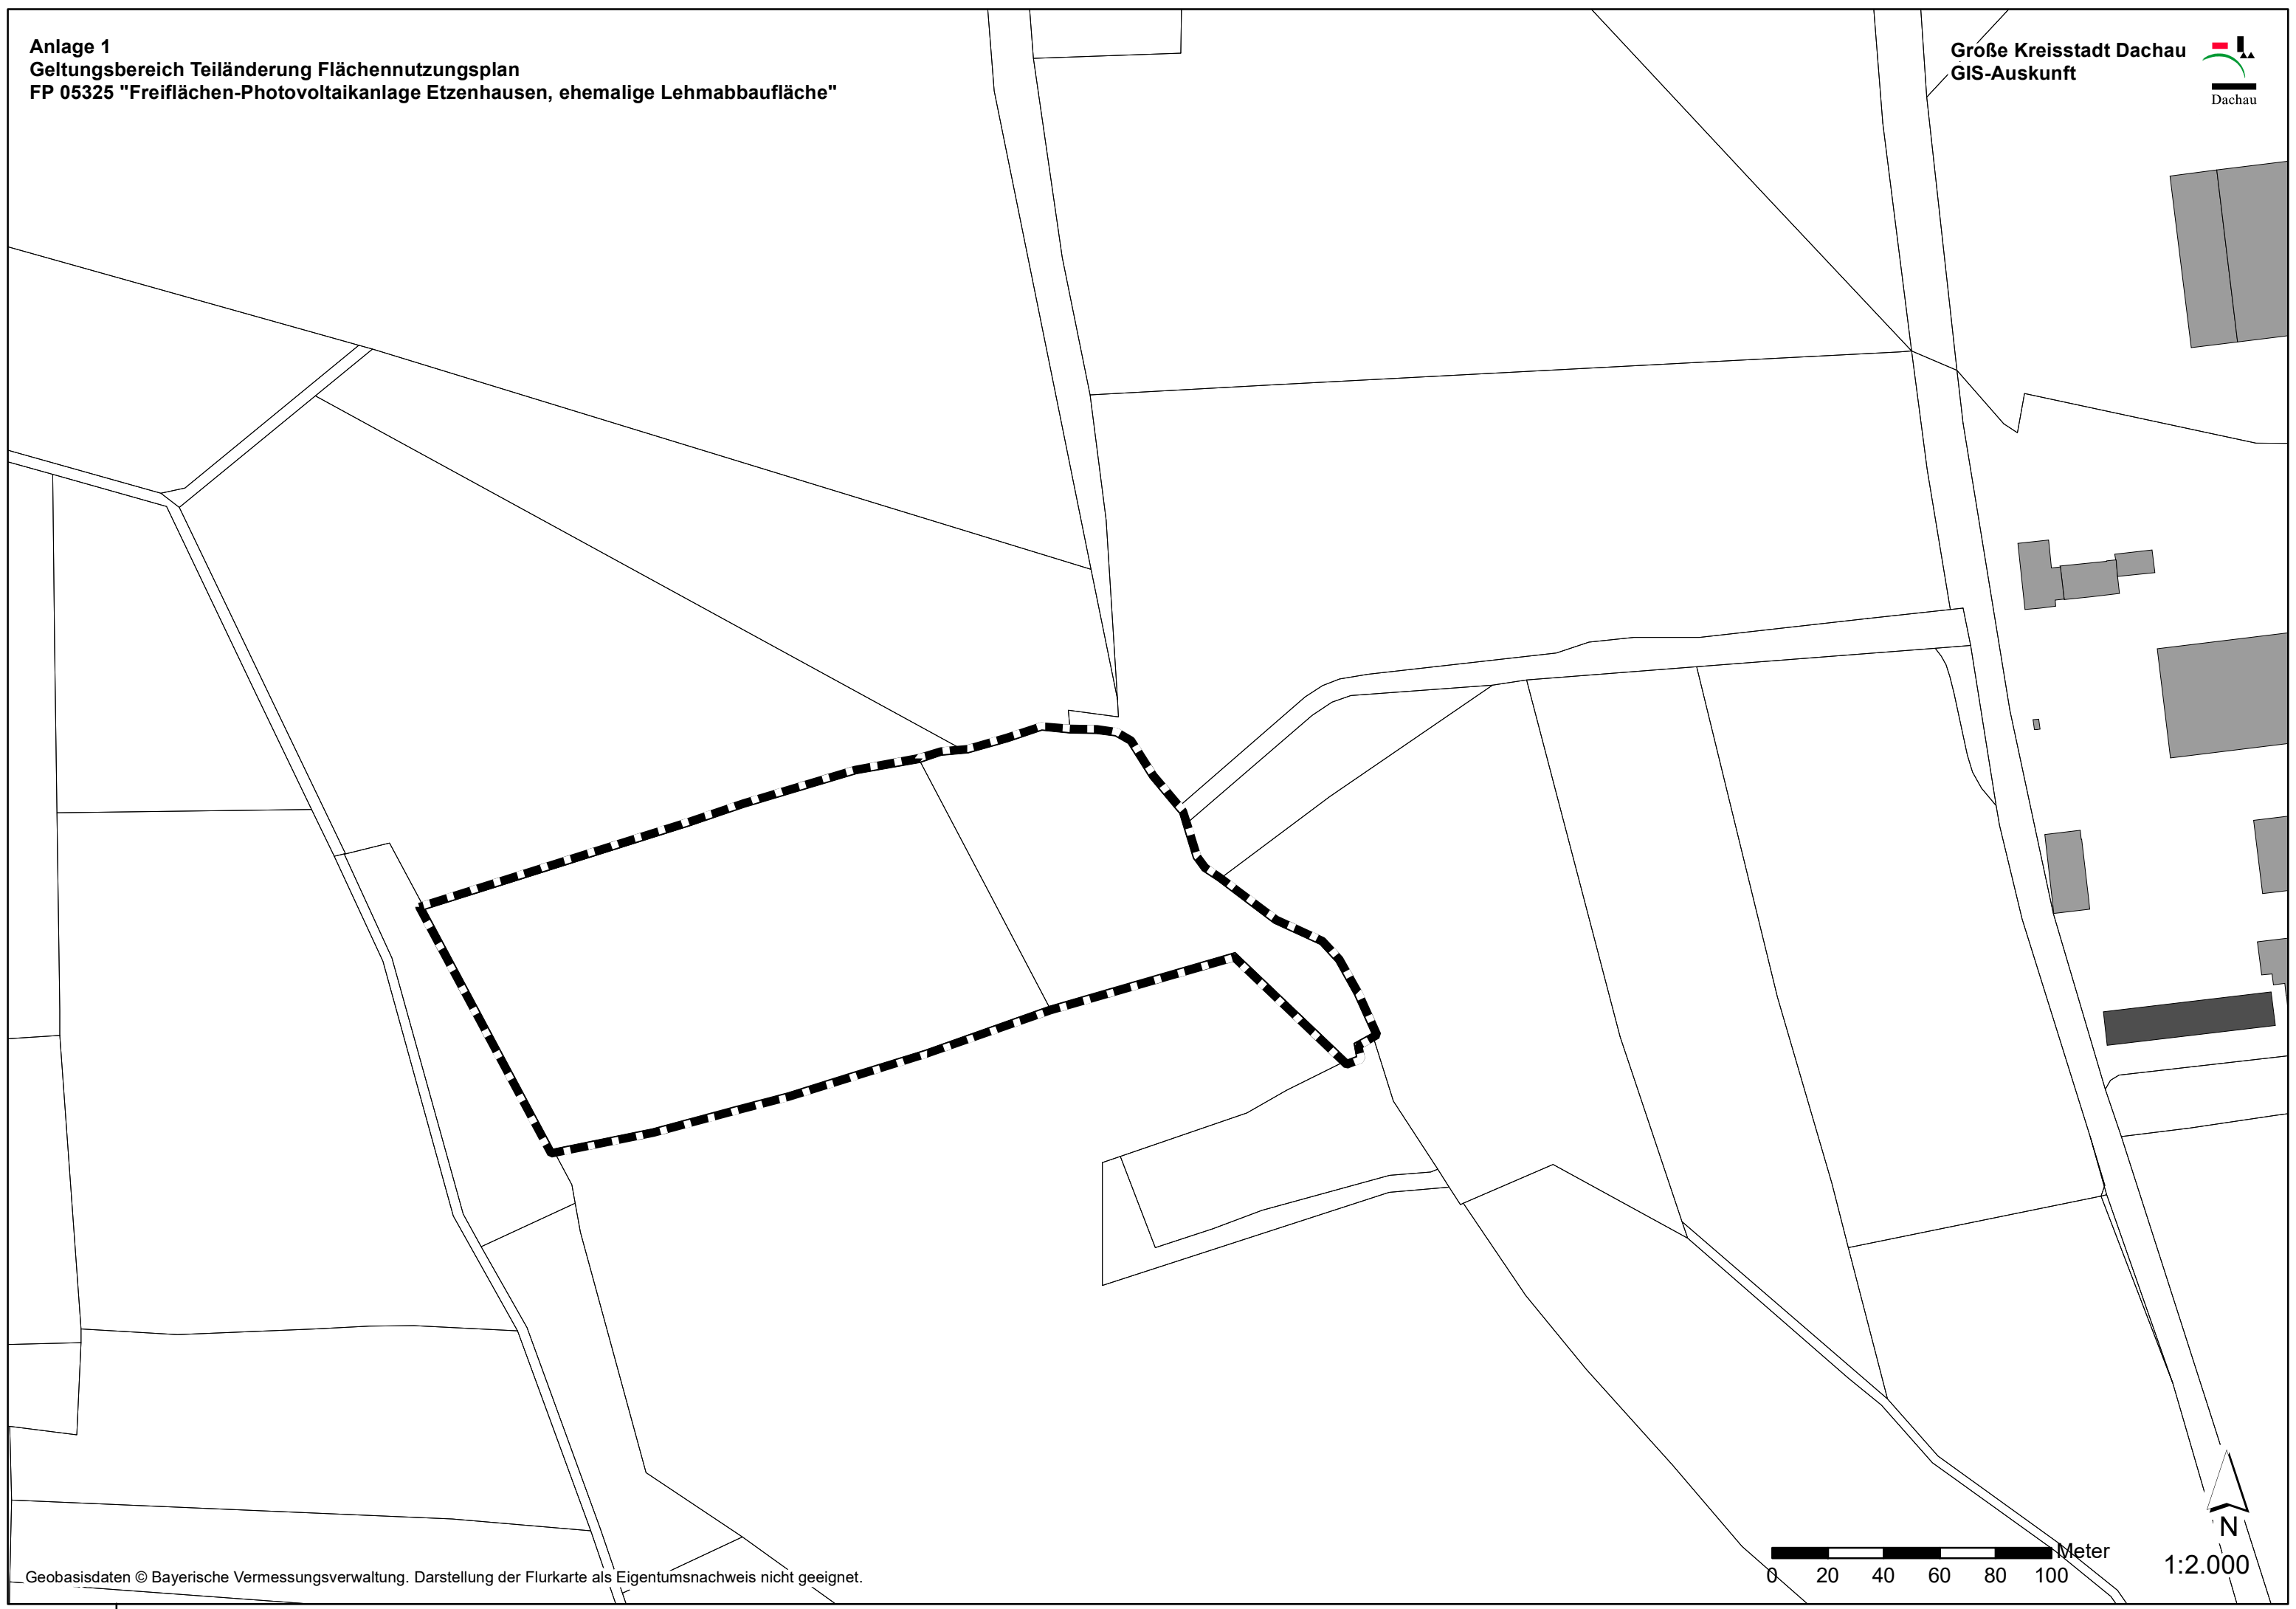 Anlage 1
Geltungsbereich Teiländerung Flächennutzungsplan
FP 05325 "Freiflächen-Photovoltaikanlage Etzenhausen, ehemalige Lehmabbaufläche"
Große Kreisstadt Dachau
GIS-Auskunft
Dachau
N
Meter
0 20 40 60 80 100
1:2.000
Geobasisdaten © Bayerische Vermessungsverwaltung. Darstellung der Flurkarte als Eigentumsnachweis nicht geeignet.